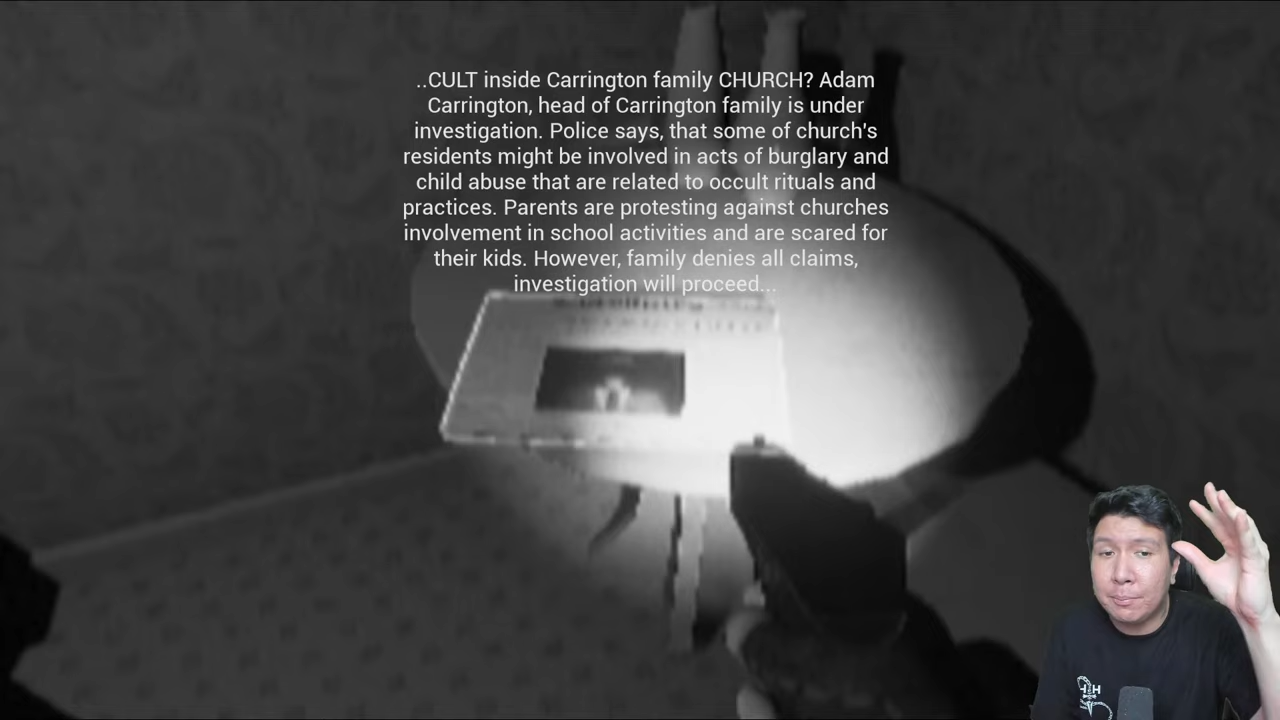 ..CULT inside Carrington family CHURCH? Adam
Carrington, head of Carrington family is under
investigation. Police says, that some of church's
residents might be involved in acts of burglary and
child abuse that are related to occult rituals and
practices. Parents are protesting against churches
involvement in school activities and are scared for
their kids. However, family denies all claims,
investigation will proceed...